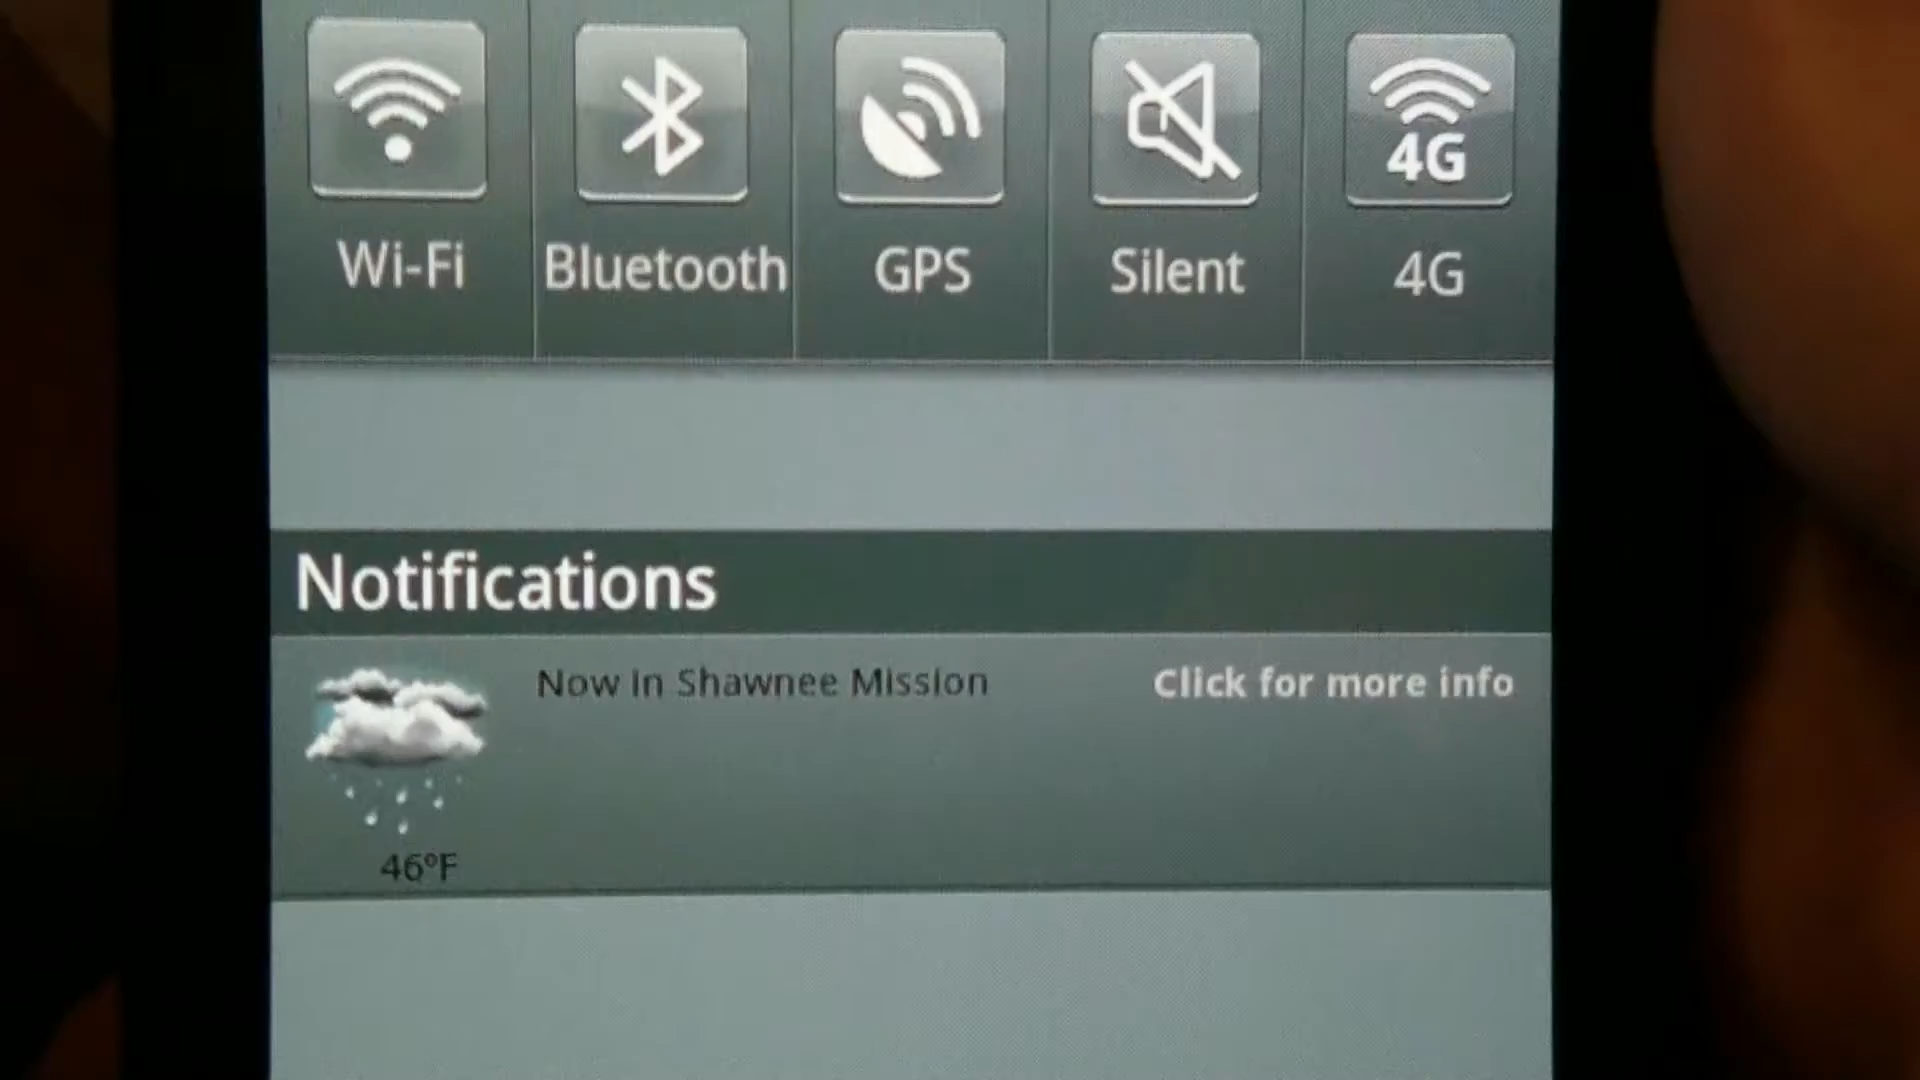 4G
Wi-Fi Bluetooth GPS Silent 4G
Notifications
Now in Shawnee Mission Click for more info
46°F